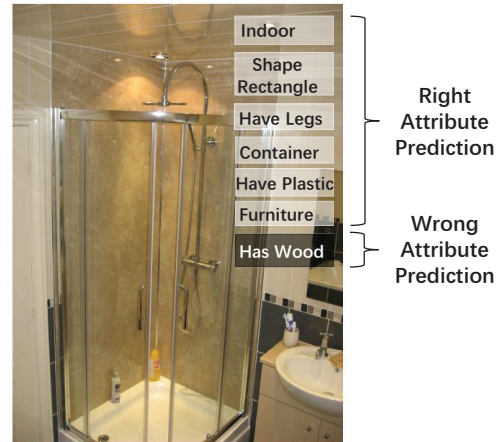 Indoor
Shape
Rectangle
Have Legs
Container
Have Plastic
Furniture
Has Wood
Right
Attribute
Prediction
Wrong
Attribute
Prediction